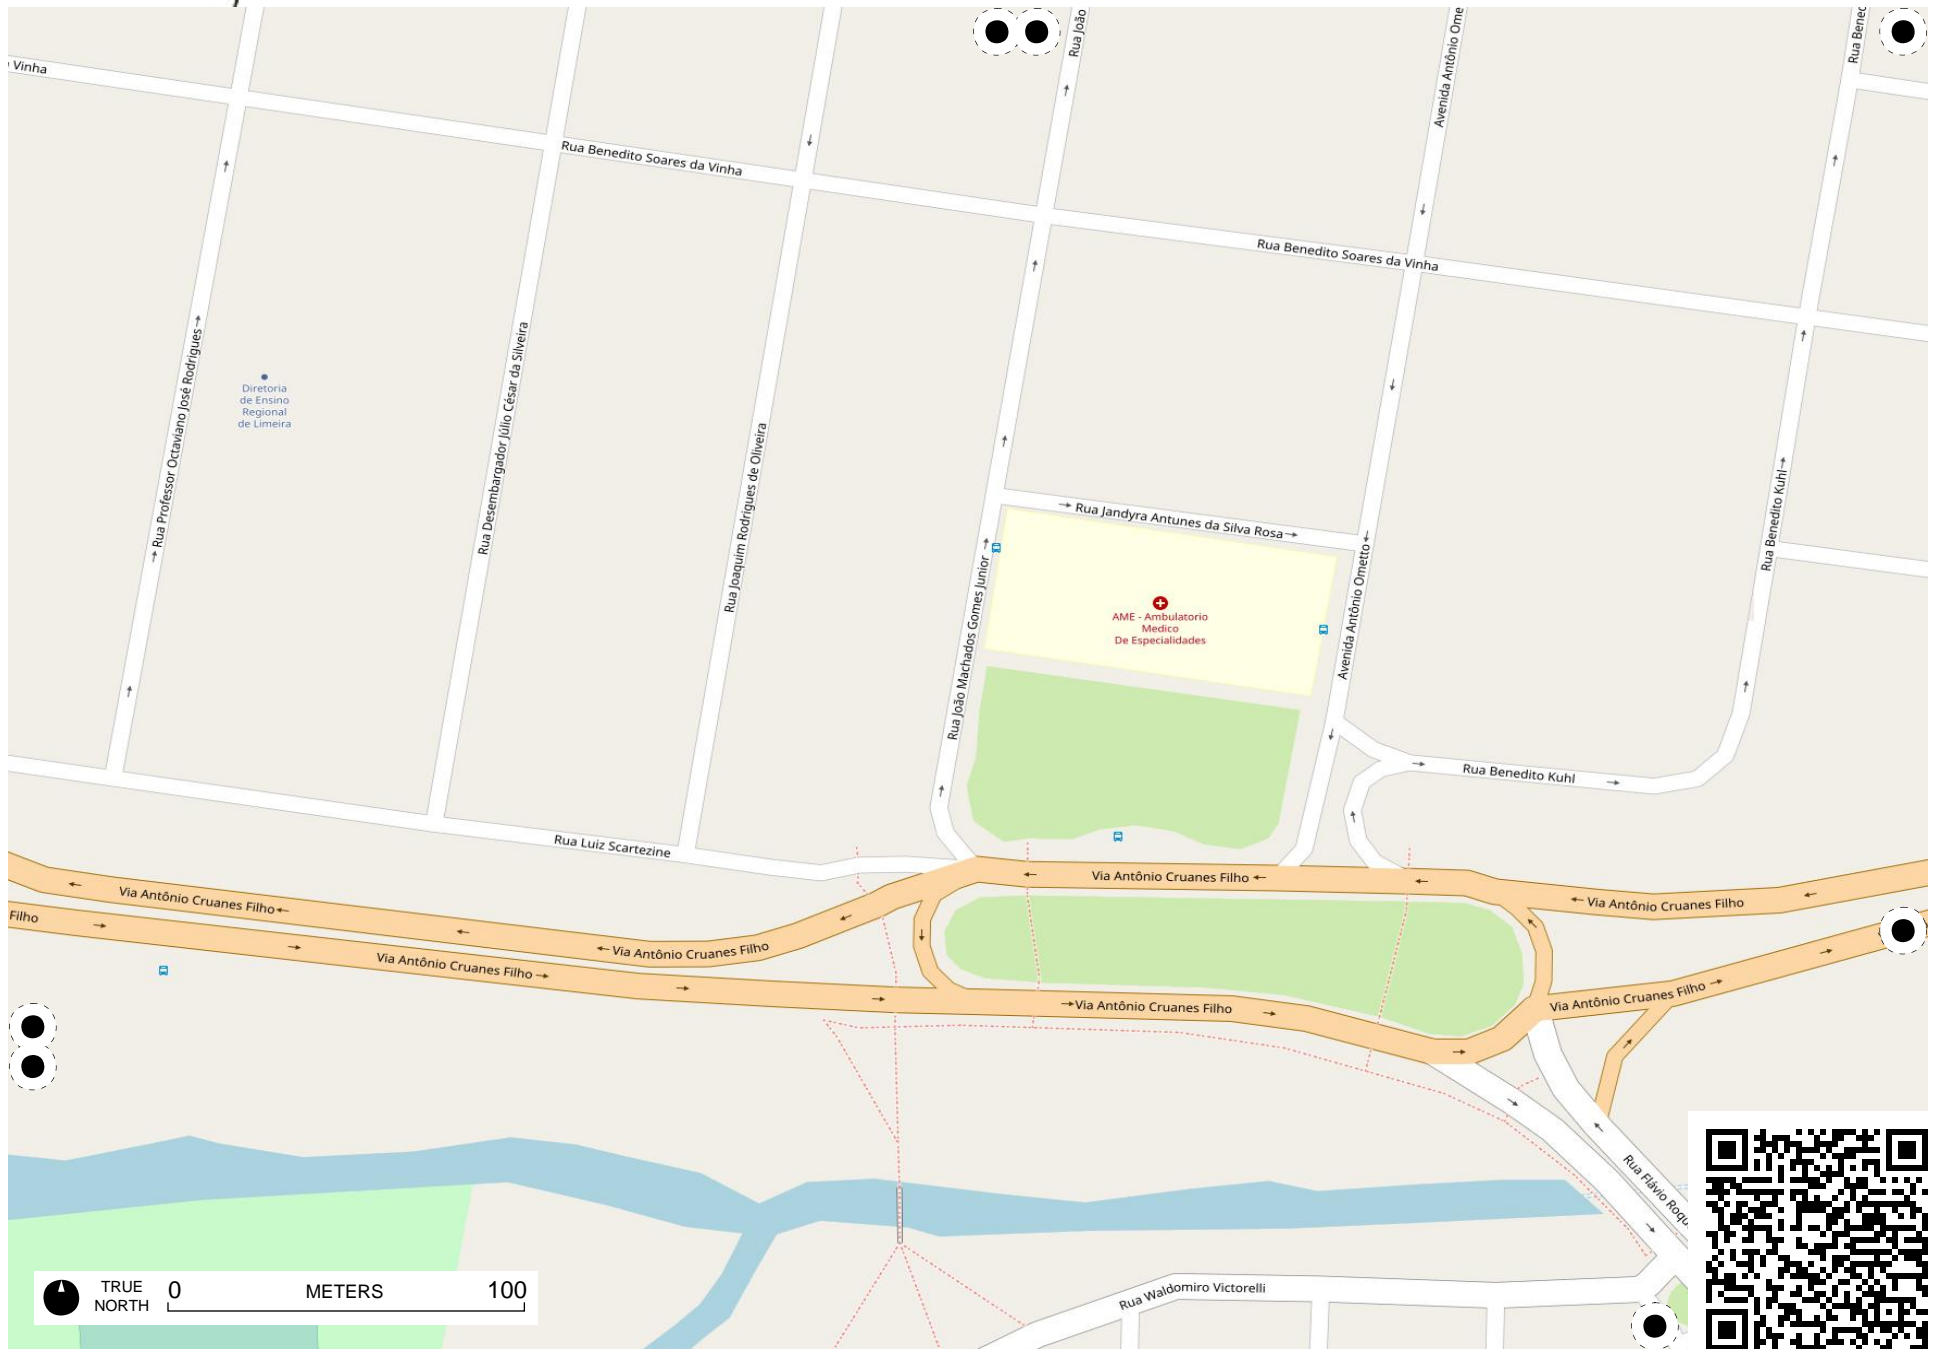 Vinha
Rua João
Avenida Antônio Ome
Rua Benec
Rua Benedito Soares da Vinha
Rua Benedito Soares da Vinha
Rua Professor Octaviano José Rodrigues
Diretoria
de Ensino
Regional
de Limeira
Rua Desembargador Júlio César da Silveira
Rua Joaquim Rodrigues de Oliveira
Rua João Machados Gomes Junior
Rua Jandyra Antunes da Silva Rosa
AME - Ambulatorio
Medico
De Especialidades
Avenida Antônio Ometto
Rua Benedito Kuhl
Rua Benedito Kuhl
Rua Luiz Scartezine
Via Antônio Cruanes Filho
Via Antônio Cruanes Filho
Via Antônio Cruanes Filho
Filho
Via Antônio Cruanes Filho
Via Antônio Cruanes Filho
Via Antônio Cruanes Filho
Via Antônio Cruanes Filho
Rua Flávio Roqu
Rua Waldomiro Victorelli
TRUE
NORTH
0 METERS 100